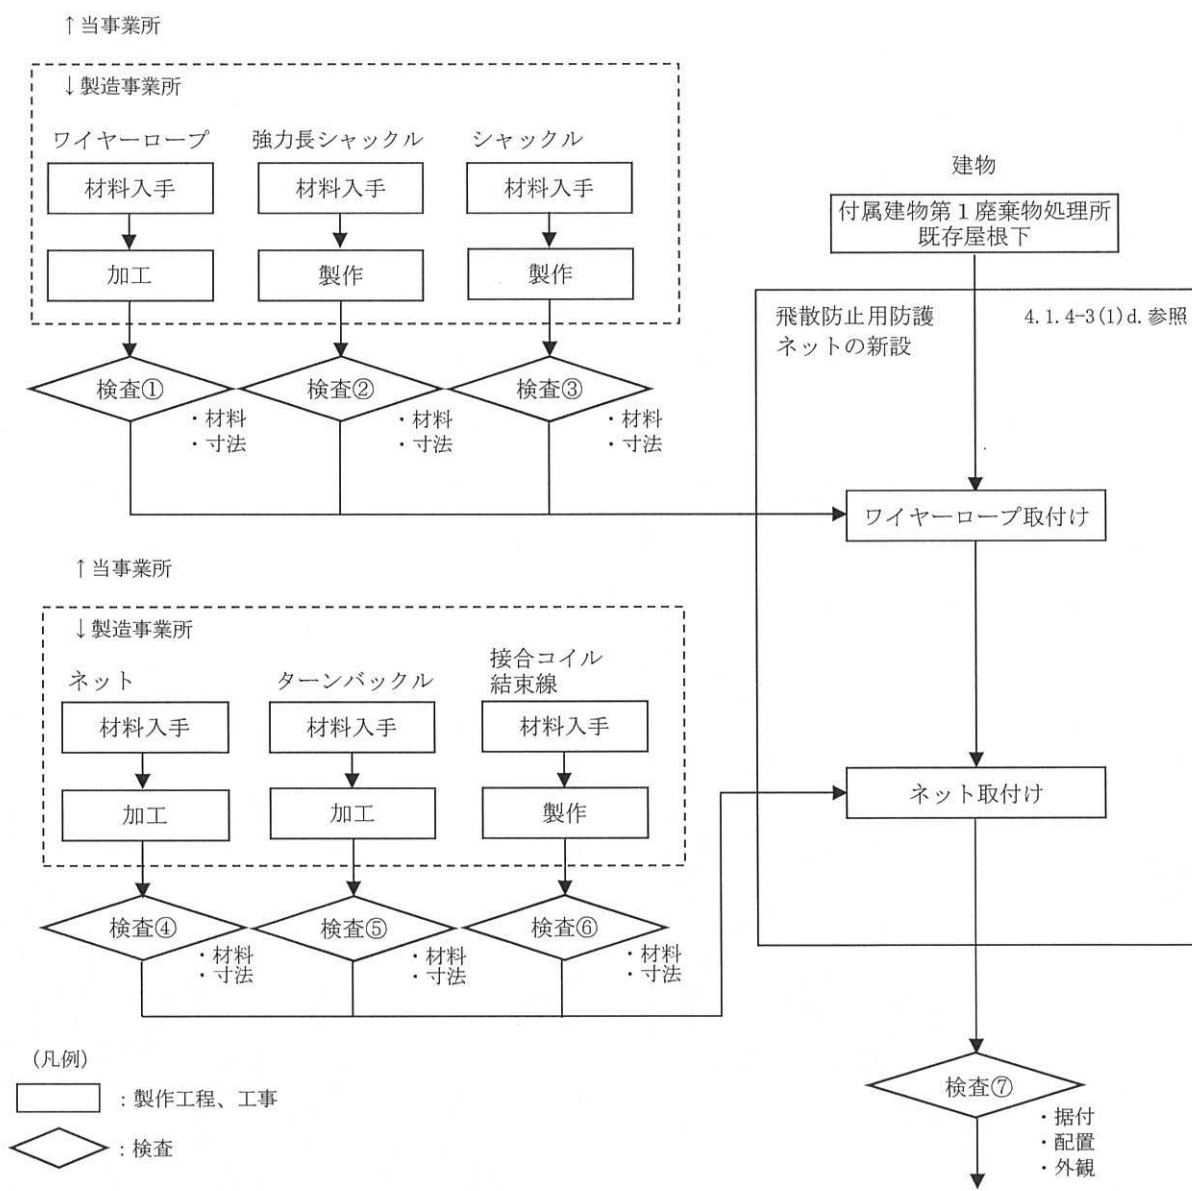 ↑当事業所
↓製造事業所
ワイヤーロープ
強力長シャックル
シャックル
材料入手
材料入手
材料入手
加工
製作
製作
検査①
・材料
・寸法
検査②
・材料
・寸法
検査③
・材料
・寸法
建物
付属建物第1廃棄物処理所
既存屋根下
飛散防止用防護
ネットの新設
4.1.4-3(1)d.参照
ワイヤーロープ取付け
↑当事業所
↓製造事業所
ネット
ターンバックル
接合コイル
結束線
材料入手
材料入手
材料入手
加工
加工
製作
検査④
・材料
・寸法
検査⑤
・材料
・寸法
検査⑥
・材料
・寸法
ネット取付け
検査⑦
・据付
・配置
・外観
(凡例)
：製作工程、工事
：検査